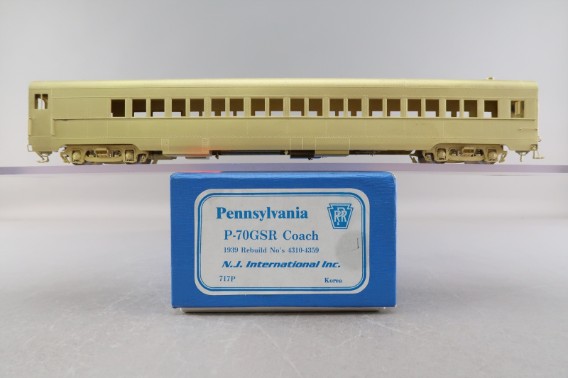 Pennsylvania
PRR
P-70GSR Coach
1939 Rebuild No's 4310-4359
N.J. International Inc.
717P
Korea